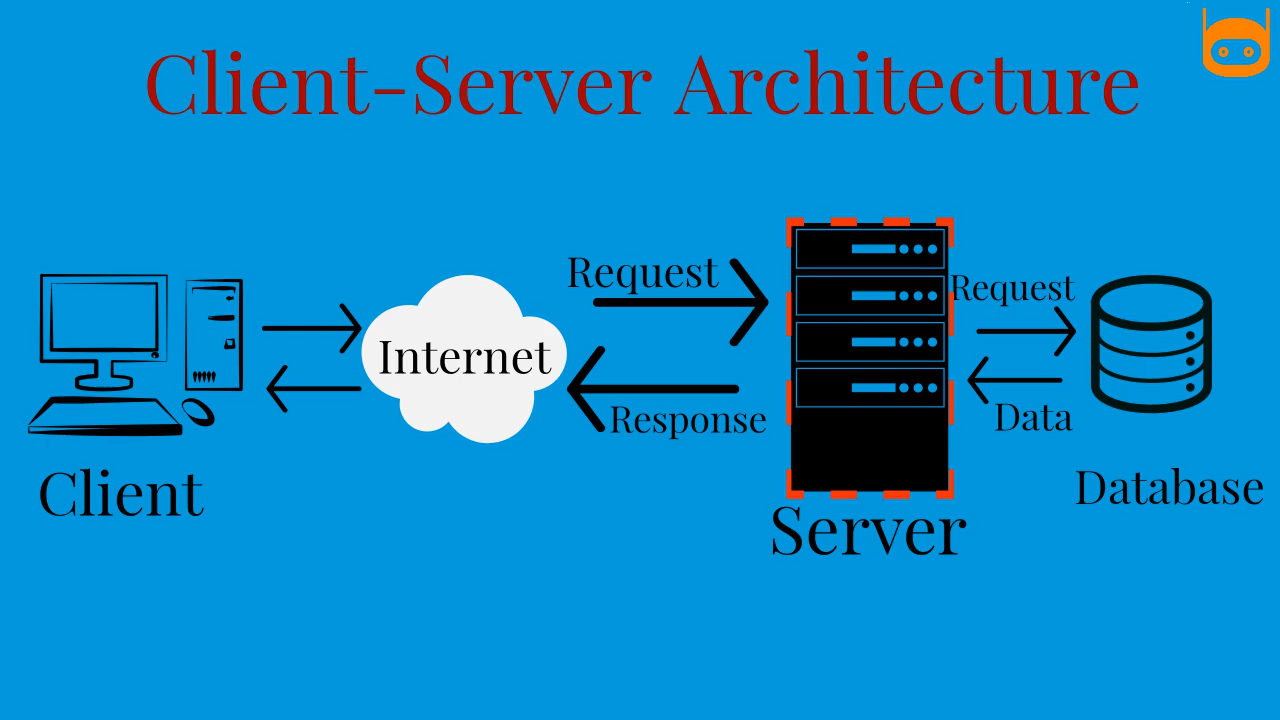 Client-Server Architecture
Request
Request
Internet
Response
Data
Client
Database
Server